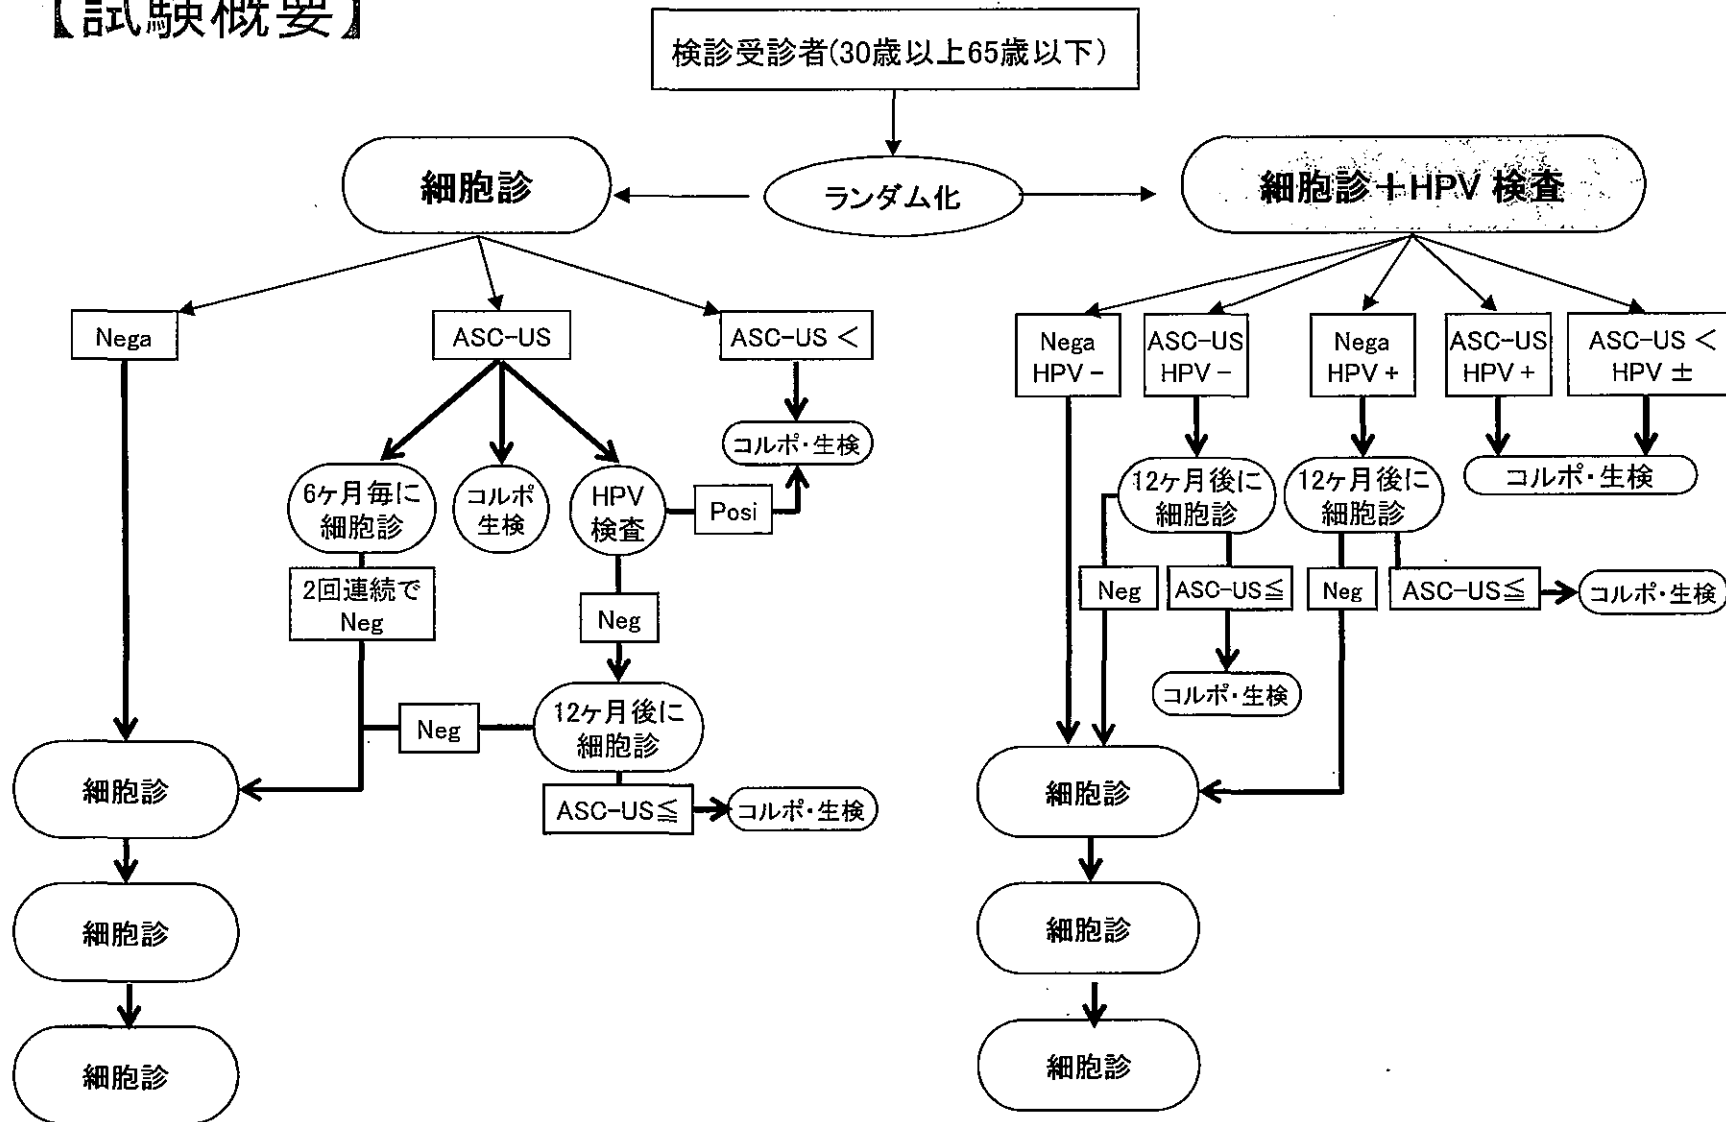 【試験概要】
検診受診者(30歳以上65歳以下)
ランダム化
細胞診
細胞診+HPV 検査
Nega
ASC-US
ASC-US <
コルポ・生検
6ヶ月毎に
細胞診
コルポ
生検
HPV
検査
Posi
2回連続で
Neg
Neg
12ヶ月後に
細胞診
Neg
ASC-US≦
コルポ・生検
細胞診
細胞診
細胞診
Nega
HPV -
ASC-US
HPV -
Nega
HPV +
ASC-US
HPV +
ASC-US <
HPV ±
12ヶ月後に
細胞診
12ヶ月後に
細胞診
コルポ・生検
Neg
ASC-US≦
Neg
ASC-US≦
コルポ・生検
コルポ・生検
細胞診
細胞診
細胞診